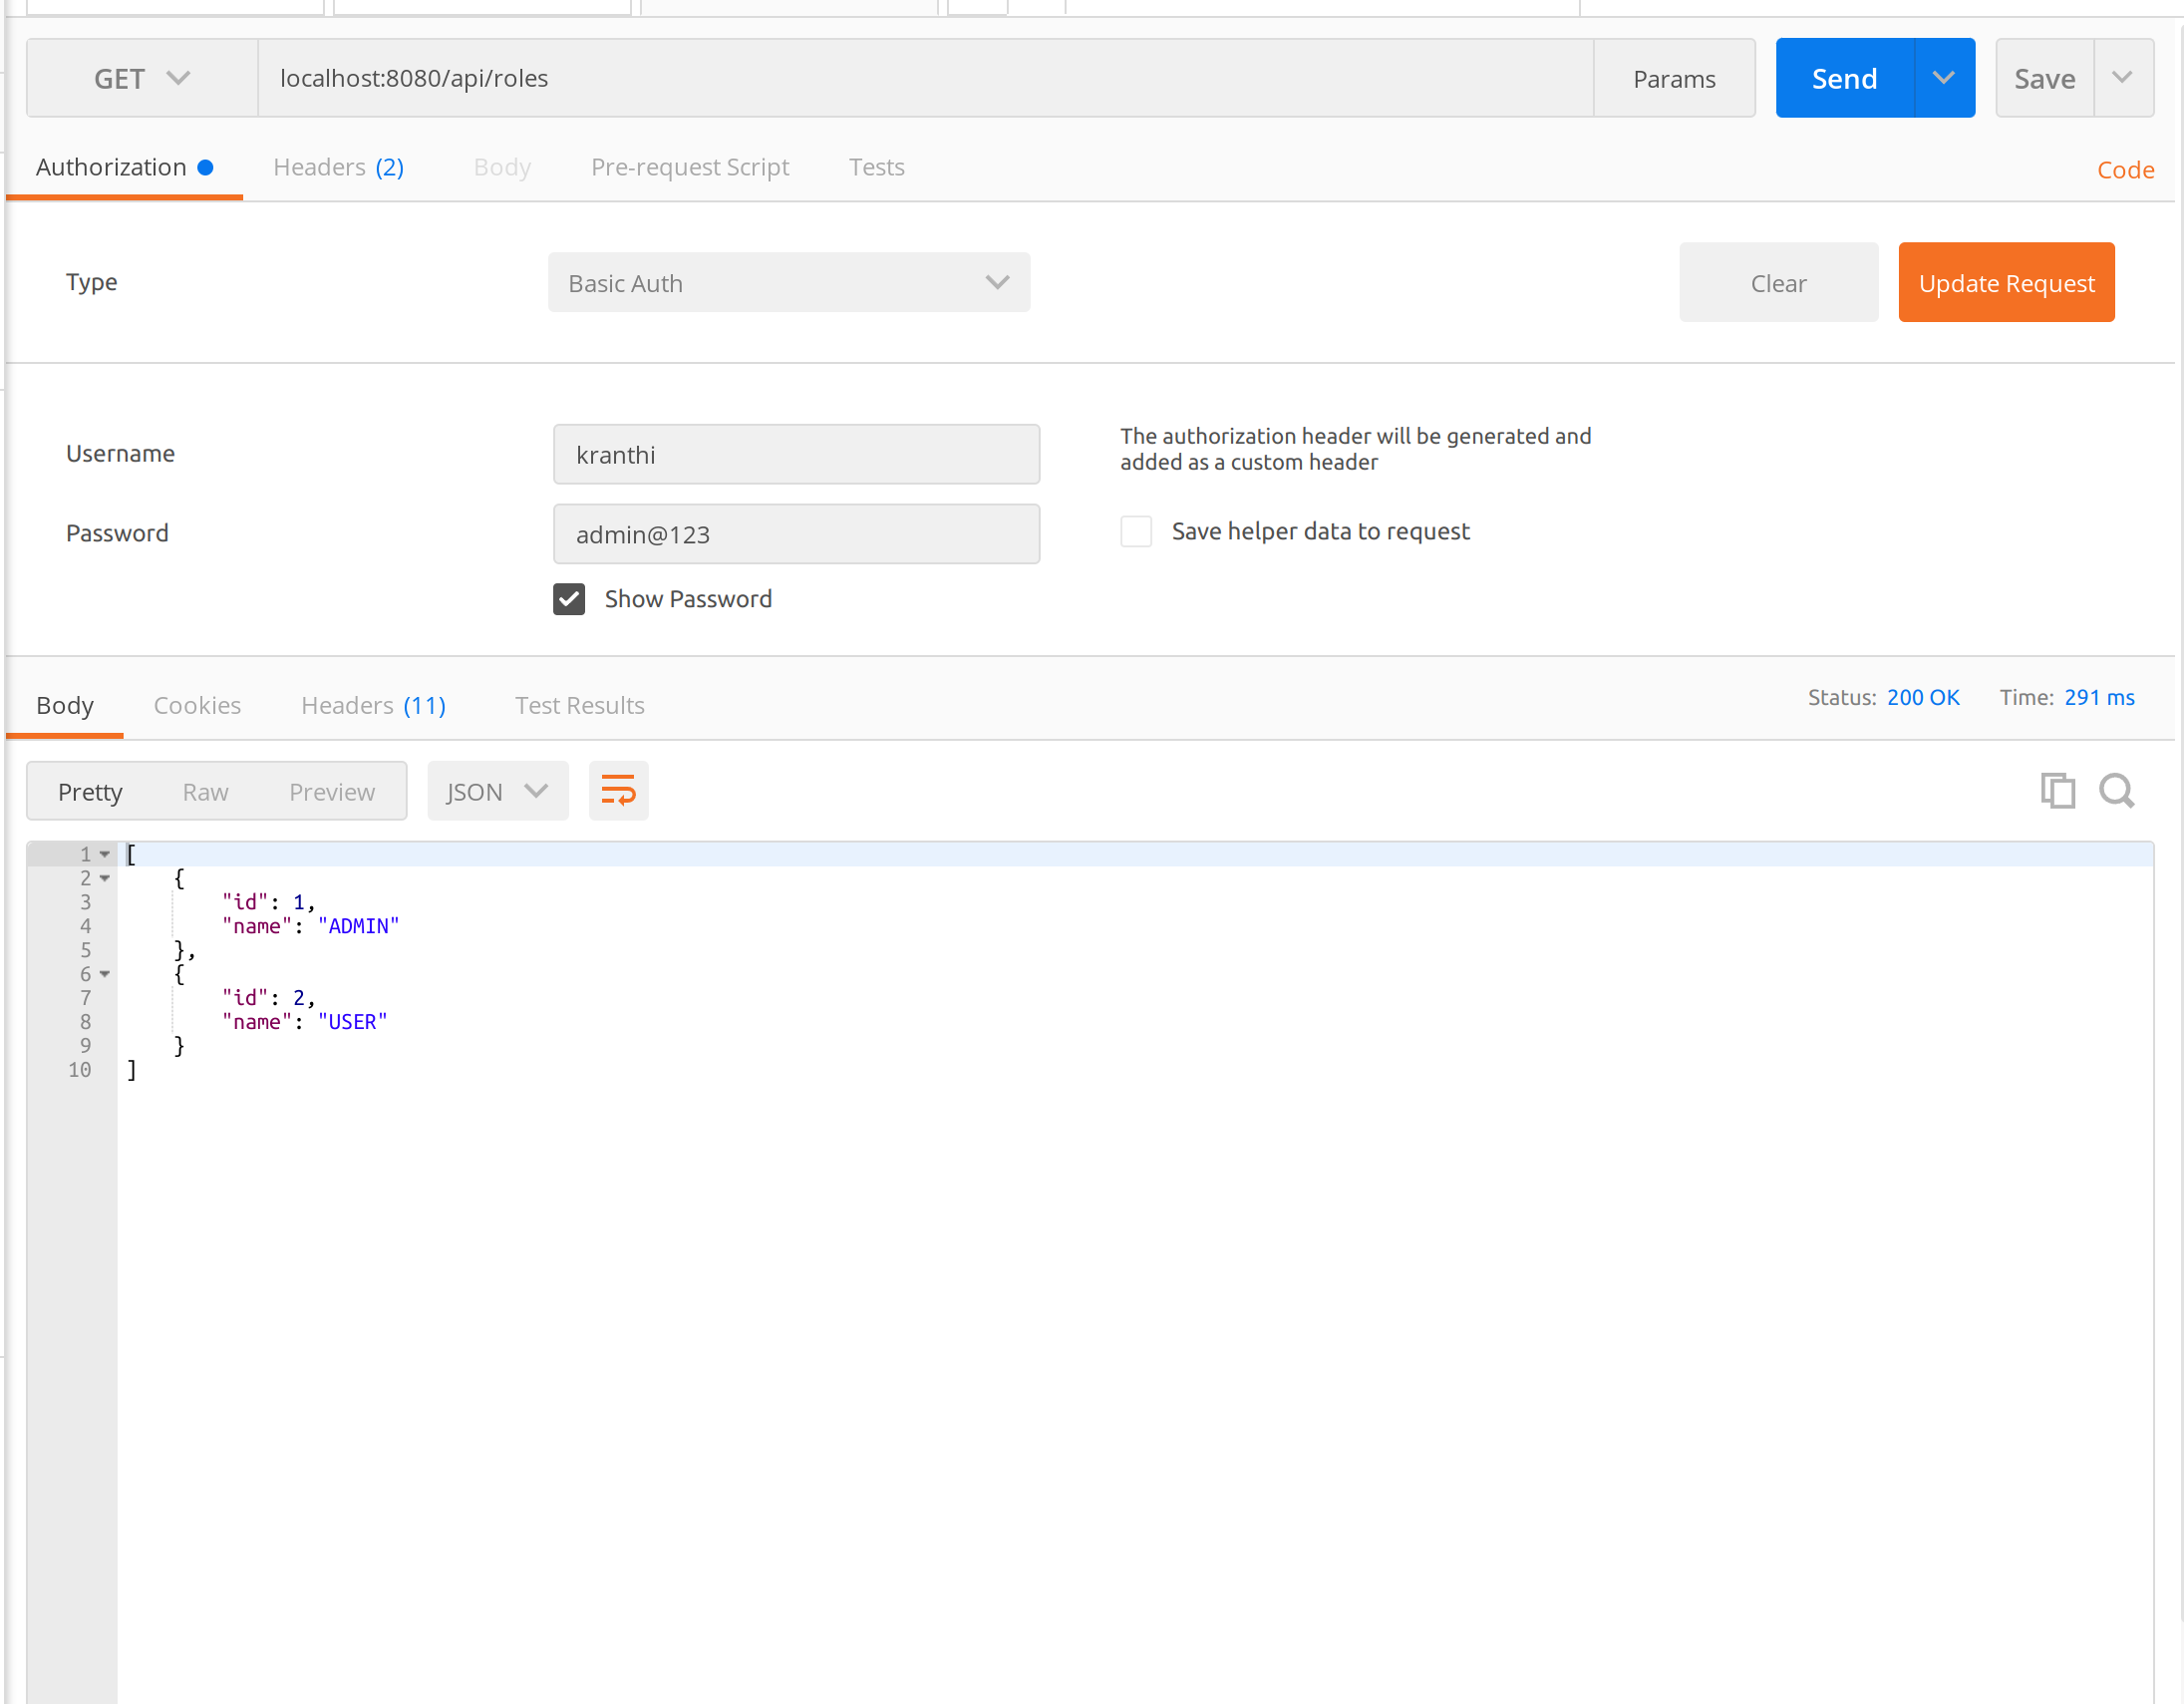 GET localhost:8080/api/roles Params Send Save
Authorization Headers (2) Body Pre-request Script Tests Code
Type Basic Auth Clear Update Request
Username kranthi The authorization header will be generated and
added as a custom header
Password admin@123 Save helper data to request
Show Password
Body Cookies Headers (11) Test Results Status: 200 OK Time: 291 ms
Pretty Raw Preview JSON
1 [
2 {
3 "id": 1,
4 "name": "ADMIN"
5 },
6 {
7 "id": 2,
8 "name": "USER"
9 }
10 ]